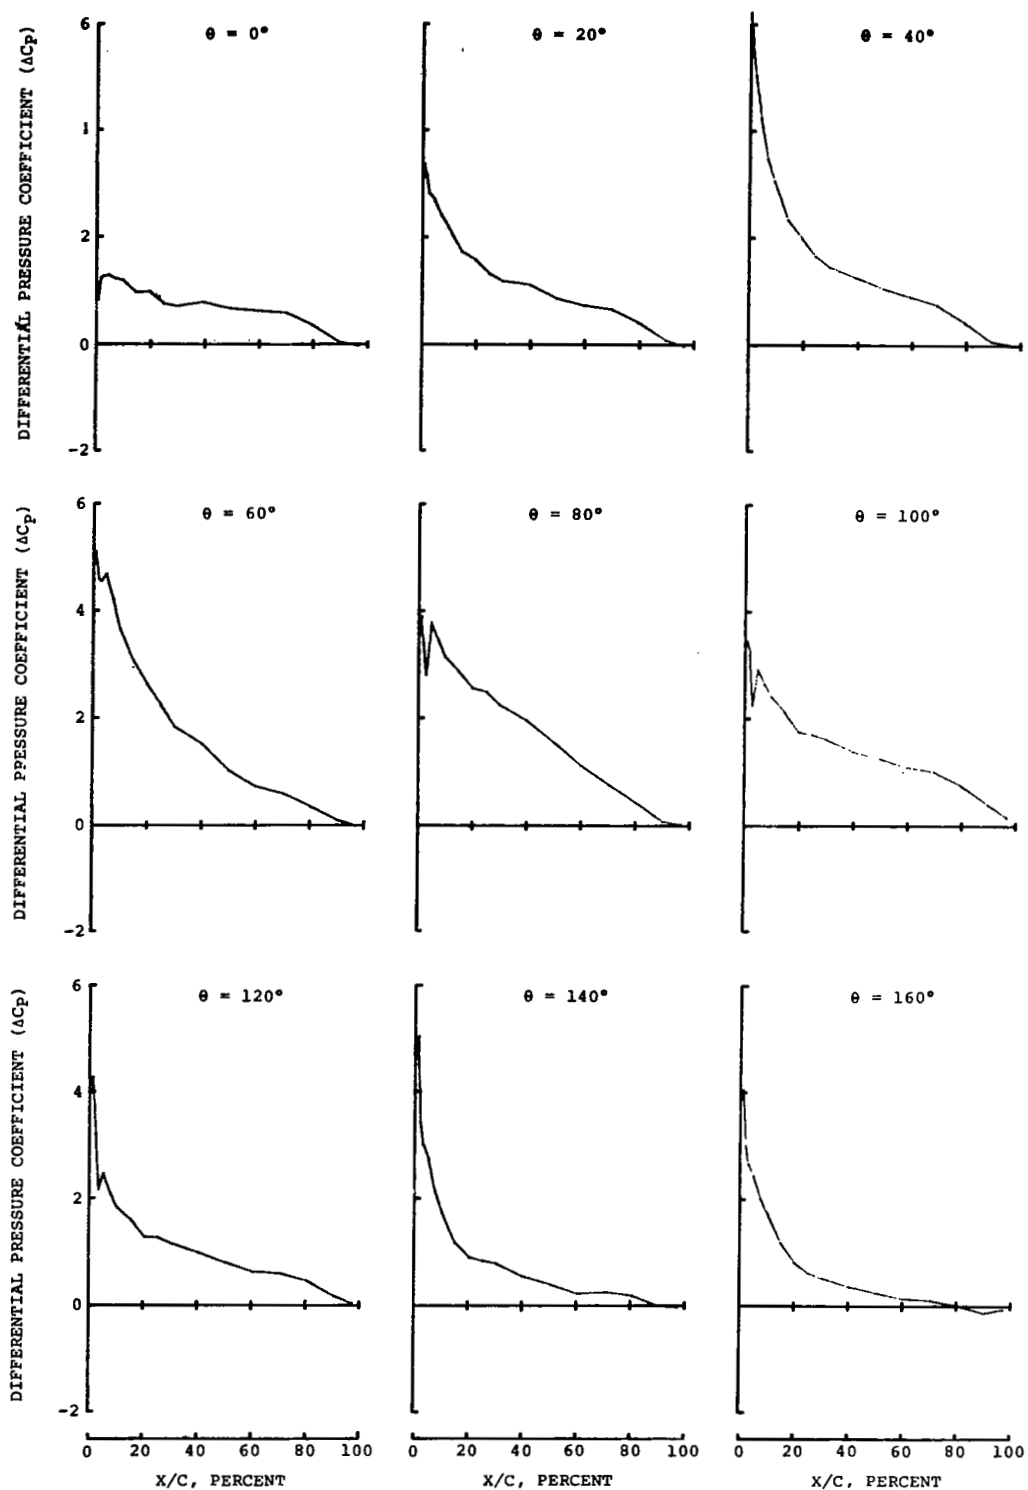 6
θ = 0°
θ = 20°
θ = 40°
DIFFERENTIAL PRESSURE COEFFICIENT (ΔCp)
2
0
-2
6
θ = 60°
θ = 80°
θ = 100°
DIFFERENTIAL PPESSURE COEFFICIENT (ΔCp)
4
2
0
-2
6
θ = 120°
θ = 140°
θ = 160°
DIFFERENTIAL PRESSURE COEFFICIENT (ΔCp)
4
2
0
-2
0 20 40 60 80 100
0 20 40 60 80 100
0 20 40 60 80 100
X/C, PERCENT
X/C, PERCENT
X/C, PERCENT